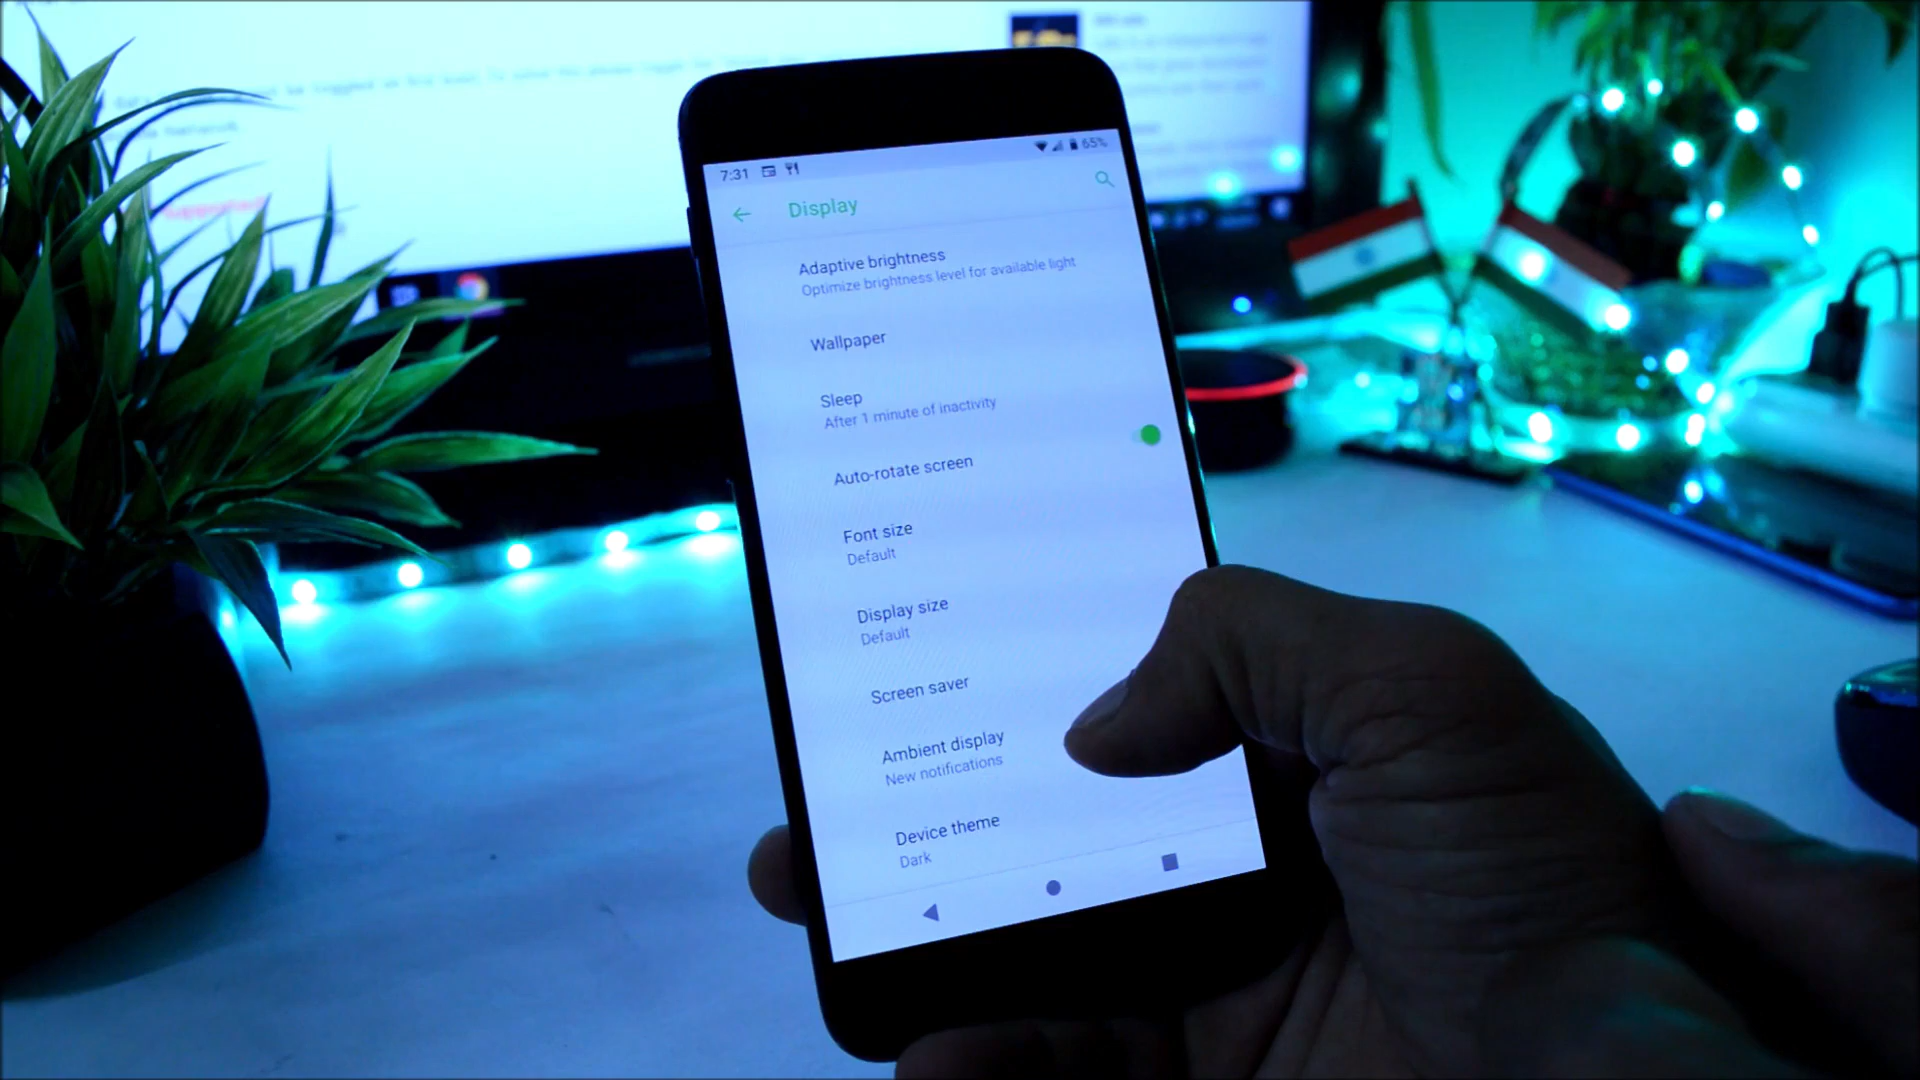 7:31
65%
Display
Adaptive brightness
Optimize brightness level for available light
Wallpaper
Sleep
After 1 minute of inactivity
Auto-rotate screen
Font size
Default
Display size
Default
Screen saver
Ambient display
New notifications
Device theme
Dark